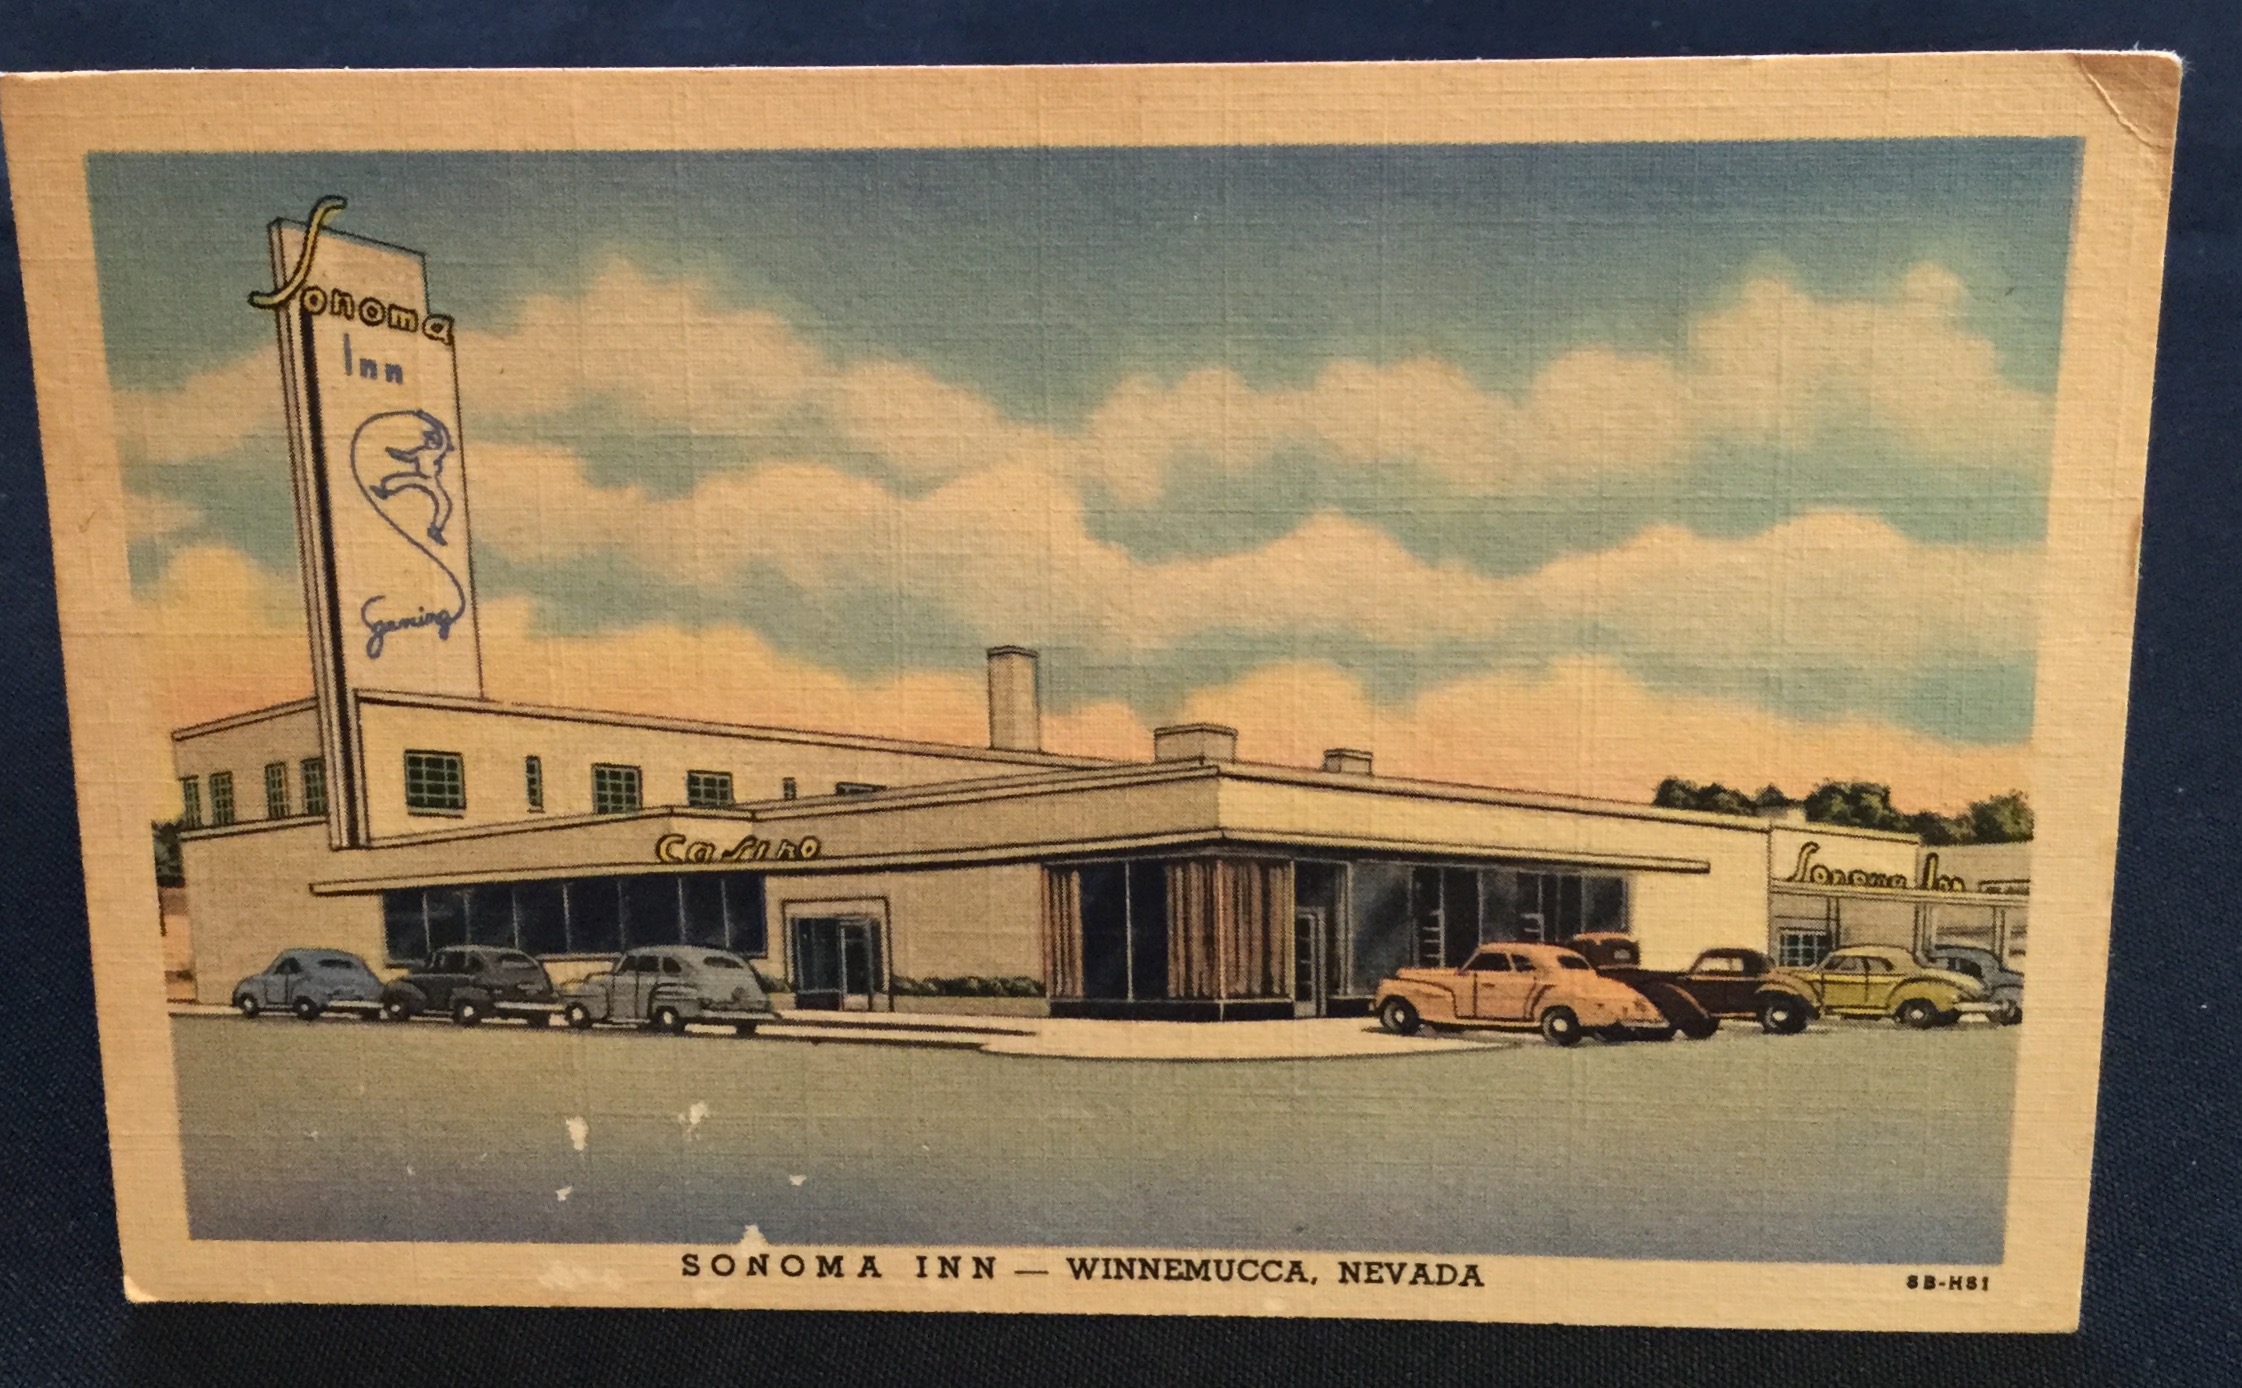 Sonoma
Inn
Gaming
Casino
Sonoma Inn
SONOMA INN — WINNEMUCCA, NEVADA
8B-H81